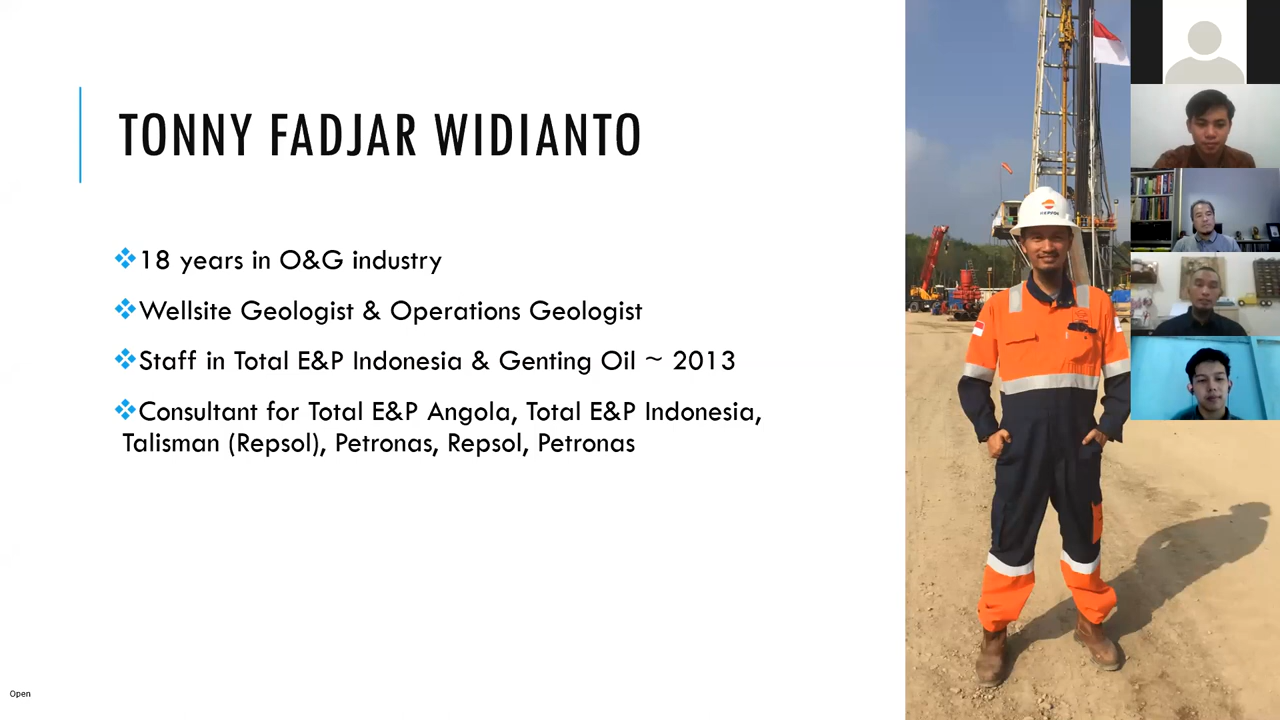 TONNY FADJAR WIDIANTO
18 years in O&G industry
Wellsite Geologist & Operations Geologist
Staff in Total E&P Indonesia & Genting Oil ~ 2013
Consultant for Total E&P Angola, Total E&P Indonesia,
Talisman (Repsol), Petronas, Repsol, Petronas
REPSOL
Open